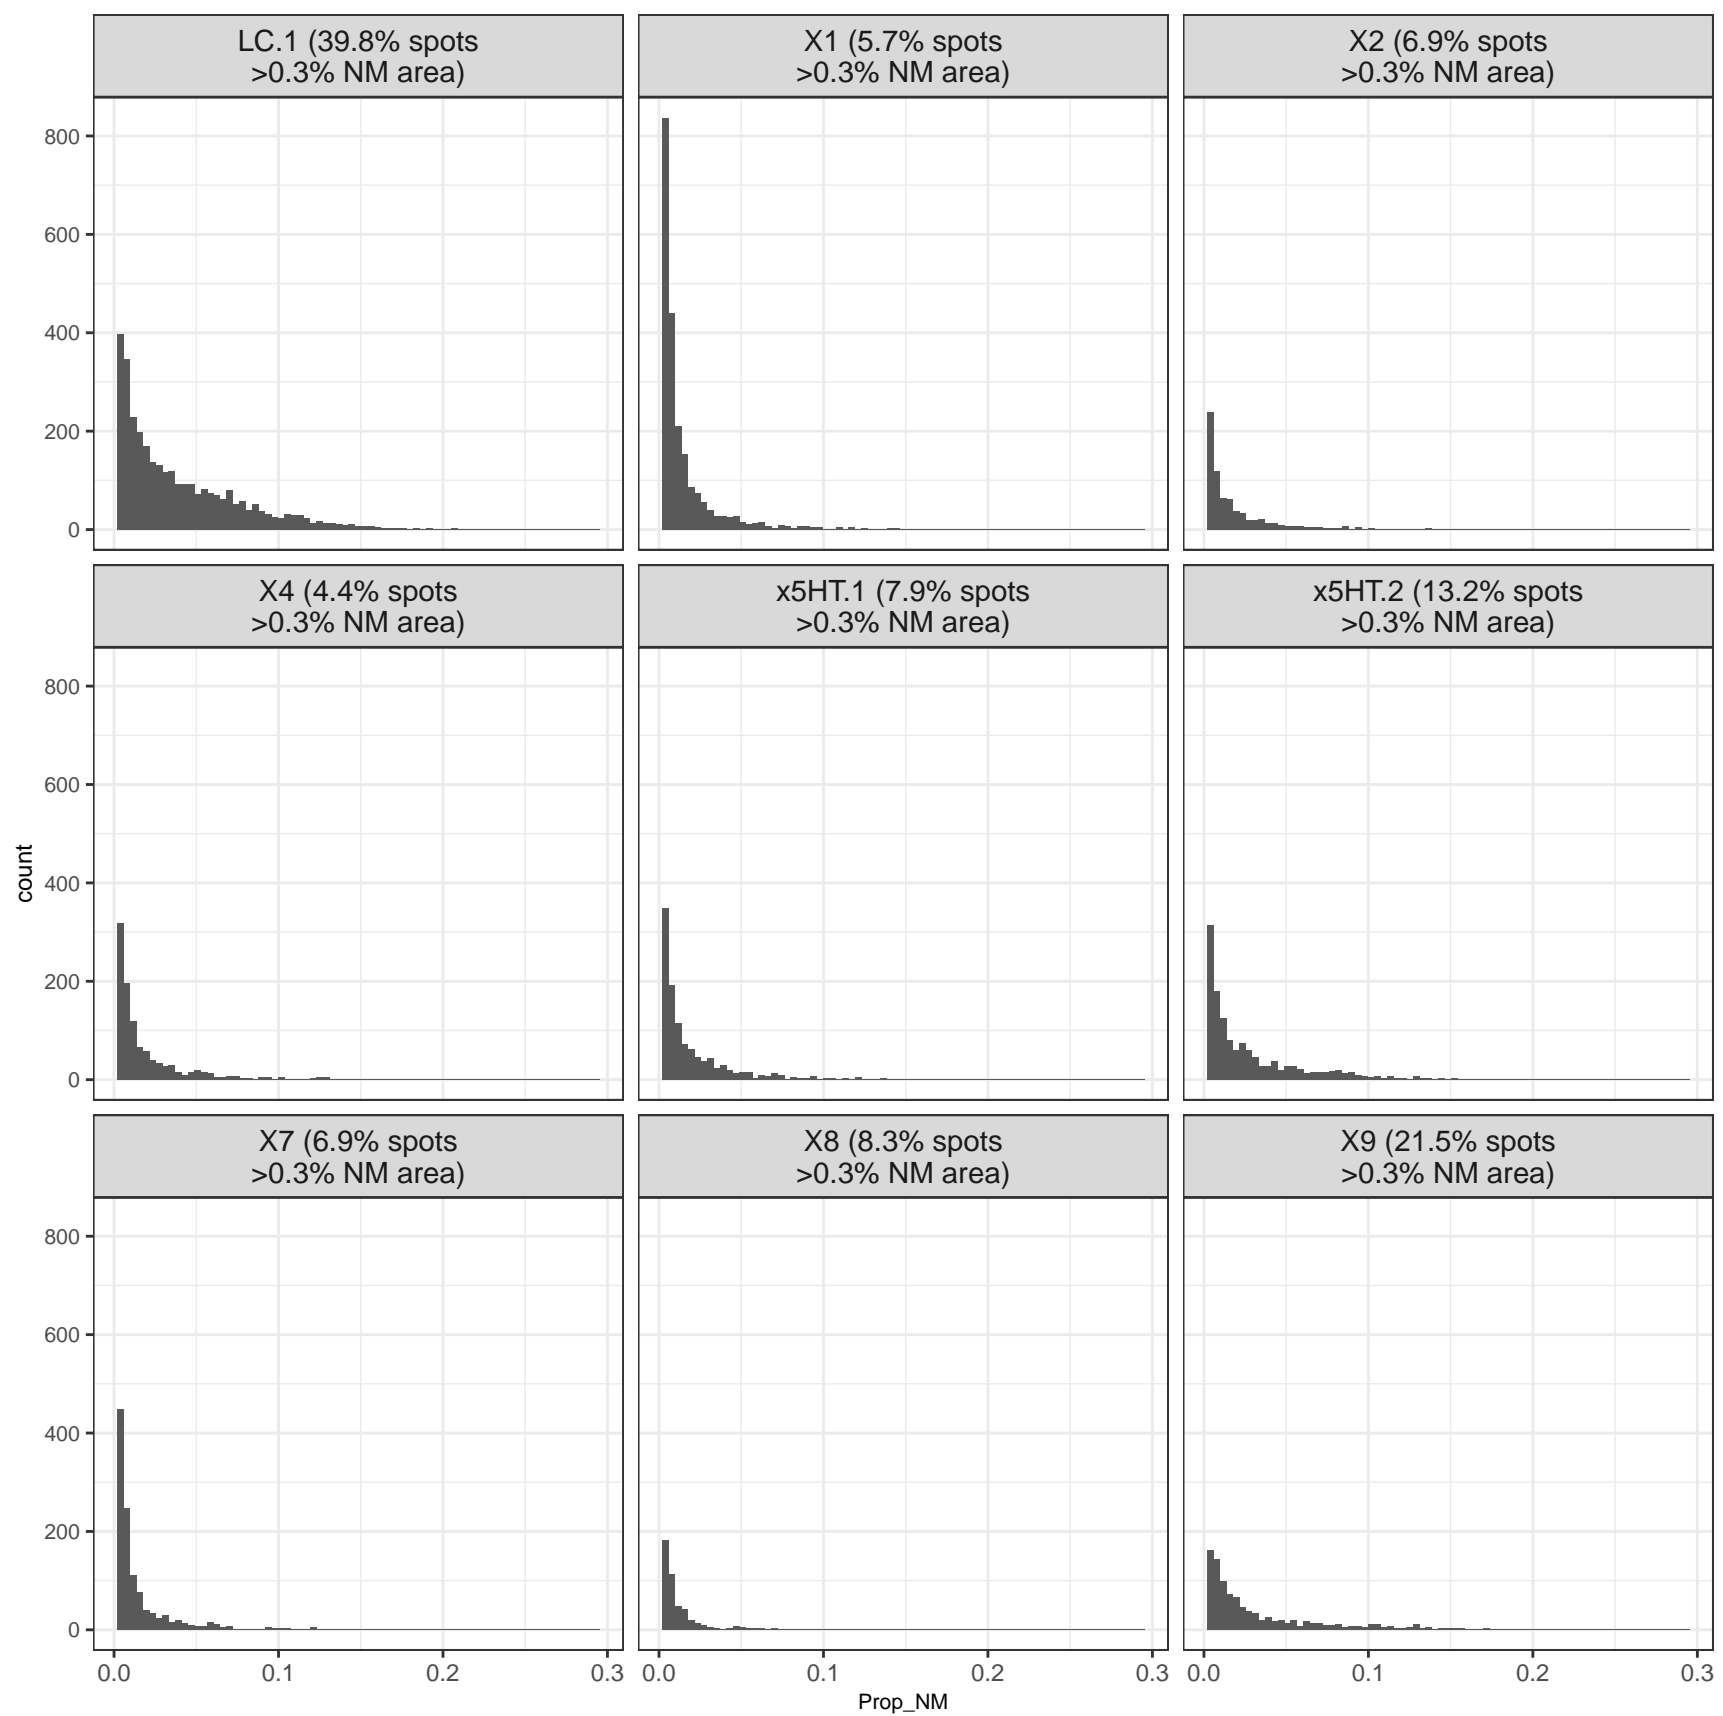 LC.1 (39.8% spots
>0.3% NM area)
X1 (5.7% spots
>0.3% NM area)
X2 (6.9% spots
>0.3% NM area)
800
600
400
200
0
X4 (4.4% spots
>0.3% NM area)
x5HT.1 (7.9% spots
>0.3% NM area)
x5HT.2 (13.2% spots
>0.3% NM area)
800
600
400
200
0
count
X7 (6.9% spots
>0.3% NM area)
X8 (8.3% spots
>0.3% NM area)
X9 (21.5% spots
>0.3% NM area)
800
600
400
200
0
0.0 0.1 0.2 0.3
0.0 0.1 0.2 0.3
0.0 0.1 0.2 0.3
Prop_NM